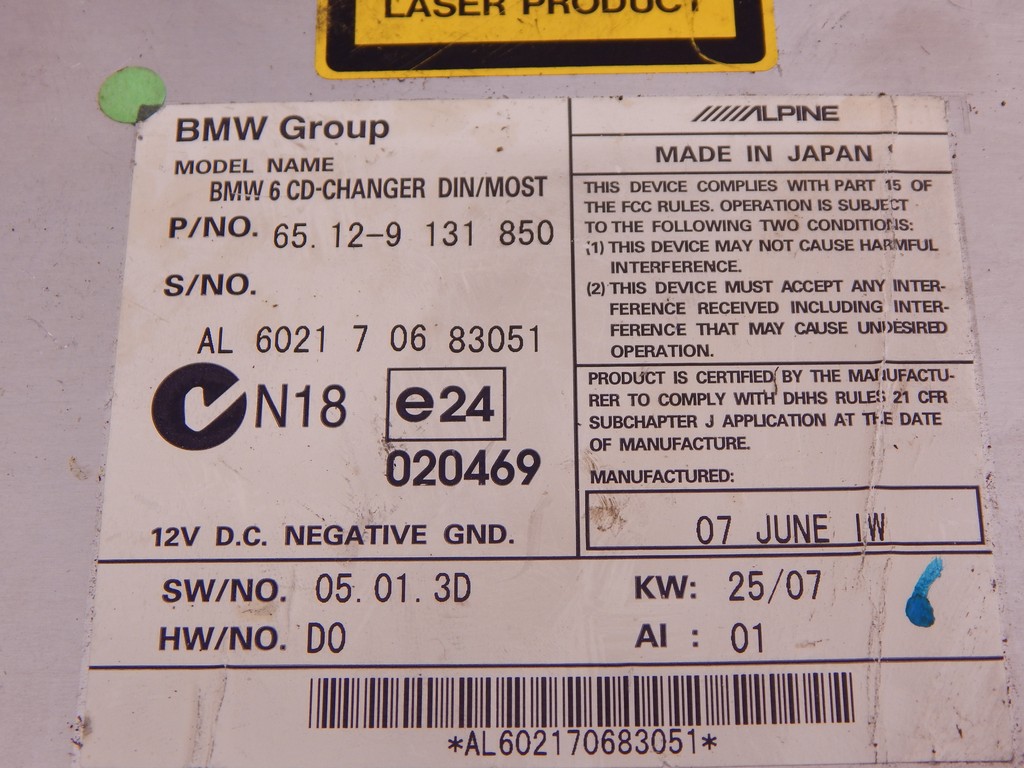 LASER PRODUCT
BMW Group
MODEL NAME
BMW 6 CD-CHANGER DIN/MOST
P/NO. 65. 12-9 131 850
S/NO.
AL 6021 7 06 83051
N18
e24
020469
12V D.C. NEGATIVE GND.
ALPINE
MADE IN JAPAN
THIS DEVICE COMPLIES WITH PART 15 OF
THE FCC RULES. OPERATION IS SUBJECT
TO THE FOLLOWING TWO CONDITIONS:
(1) THIS DEVICE MAY NOT CAUSE HARMFUL
INTERFERENCE.
(2) THIS DEVICE MUST ACCEPT ANY INTER-
FERENCE RECEIVED INCLUDING INTER-
FERENCE THAT MAY CAUSE UNDESIRED
OPERATION.
PRODUCT IS CERTIFIED BY THE MANUFACTU-
RER TO COMPLY WITH DHHS RULES 21 CFR
SUBCHAPTER J APPLICATION AT THE DATE
OF MANUFACTURE.
MANUFACTURED:
07 JUNE IW
SW/NO. 05. 01. 3D
KW: 25/07
HW/NO. D0
AI : 01
*AL602170683051*